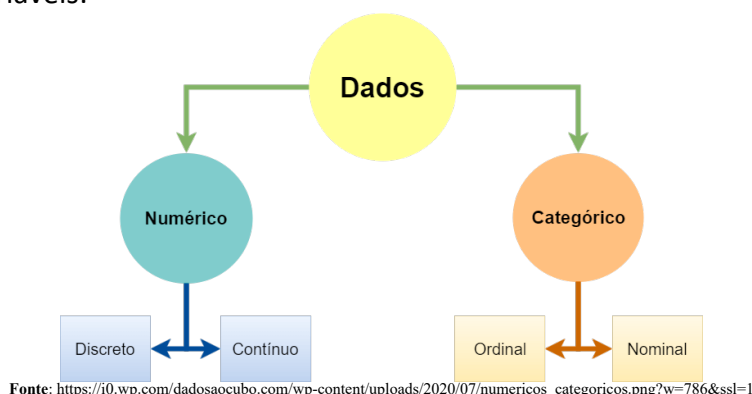 Dados
Numérico
Categórico
Discreto
Contínuo
Ordinal
Nominal
Fonte: https://i0.wp.com/dadosaocubo.com/wp-content/uploads/2020/07/numericos_categoricos.png?w=786&ssl=1